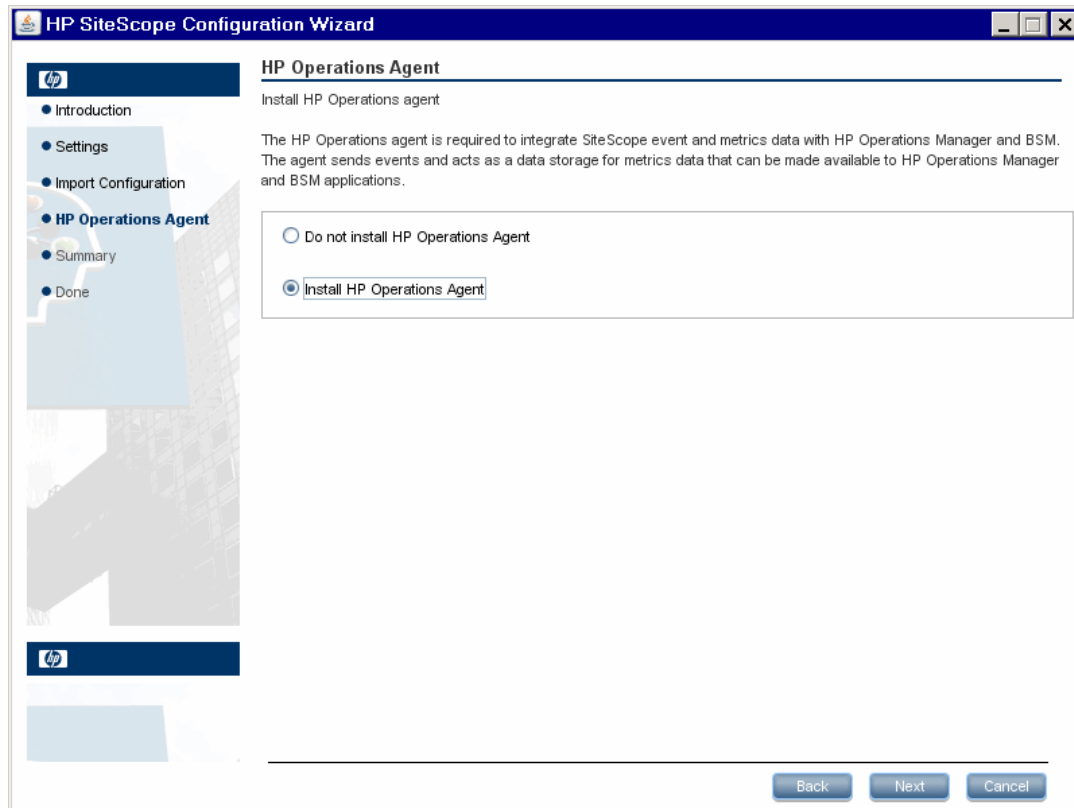 HP SiteScope Configuration Wizard
hp
Introduction
Settings
Import Configuration
HP Operations Agent
Summary
Done
HP Operations Agent
Install HP Operations agent
The HP Operations agent is required to integrate SiteScope event and metrics data with HP Operations Manager and BSM.
The agent sends events and acts as a data storage for metrics data that can be made available to HP Operations Manager
and BSM applications.
Do not install HP Operations Agent
Install HP Operations Agent
hp
Back Next Cancel